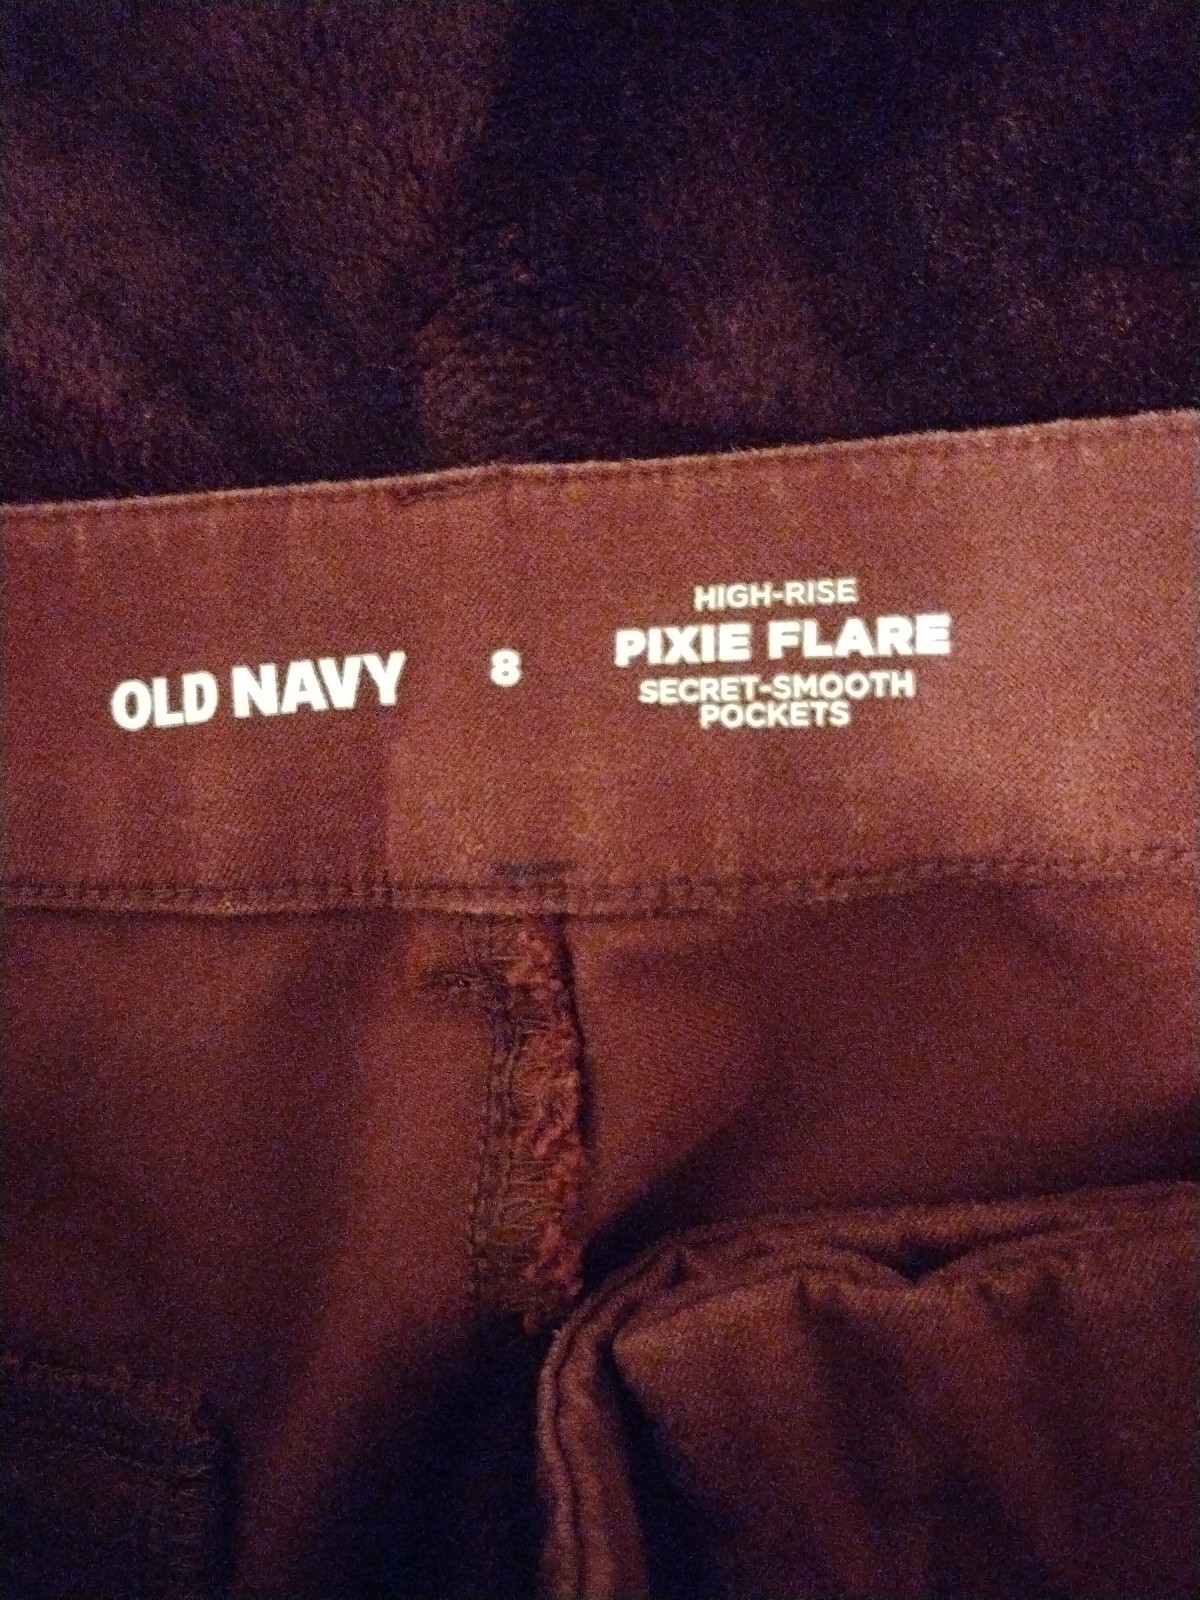 OLD NAVY
8
HIGH-RISE
PIXIE FLARE
SECRET-SMOOTH
POCKETS